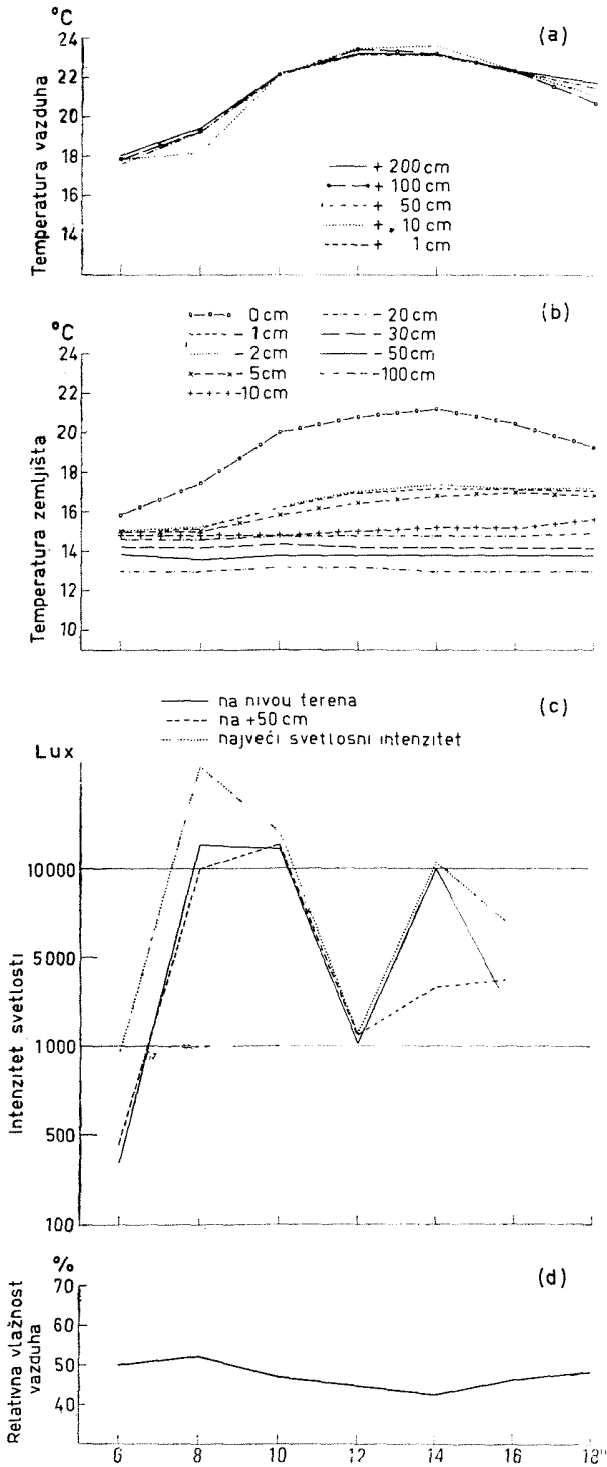 °C
(a)
24
22
20
18
16
14
Temperatura vazduha
+ 200 cm
+ 100 cm
+ 50 cm
+ 10 cm
+ 1 cm
(b)
°C
0 cm
- 1 cm
- 2 cm
- 5 cm
-10 cm
- 20 cm
- 30 cm
- 50 cm
-100 cm
24
22
20
18
16
14
12
10
Temperatura zemljišta
(c)
na nivou terena
na +50 cm
najveći svetlosni intenzitet
Lux
10000
5000
1000
500
100
Intenzitet svetlosti
(d)
%
70
60
50
40
Relativna vlažnost
vazduha
6 8 10 12 14 16 18h